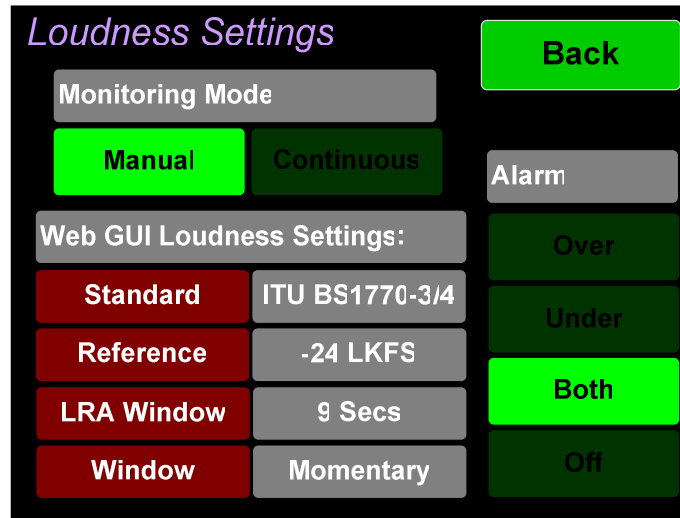 Loudness Settings
Back
Monitoring Mode
Manual
Continuous
Alarm
Web GUI Loudness Settings:
Over
Standard
ITU BS1770-3/4
Under
Reference
-24 LKFS
Both
LRA Window
9 Secs
Off
Window
Momentary